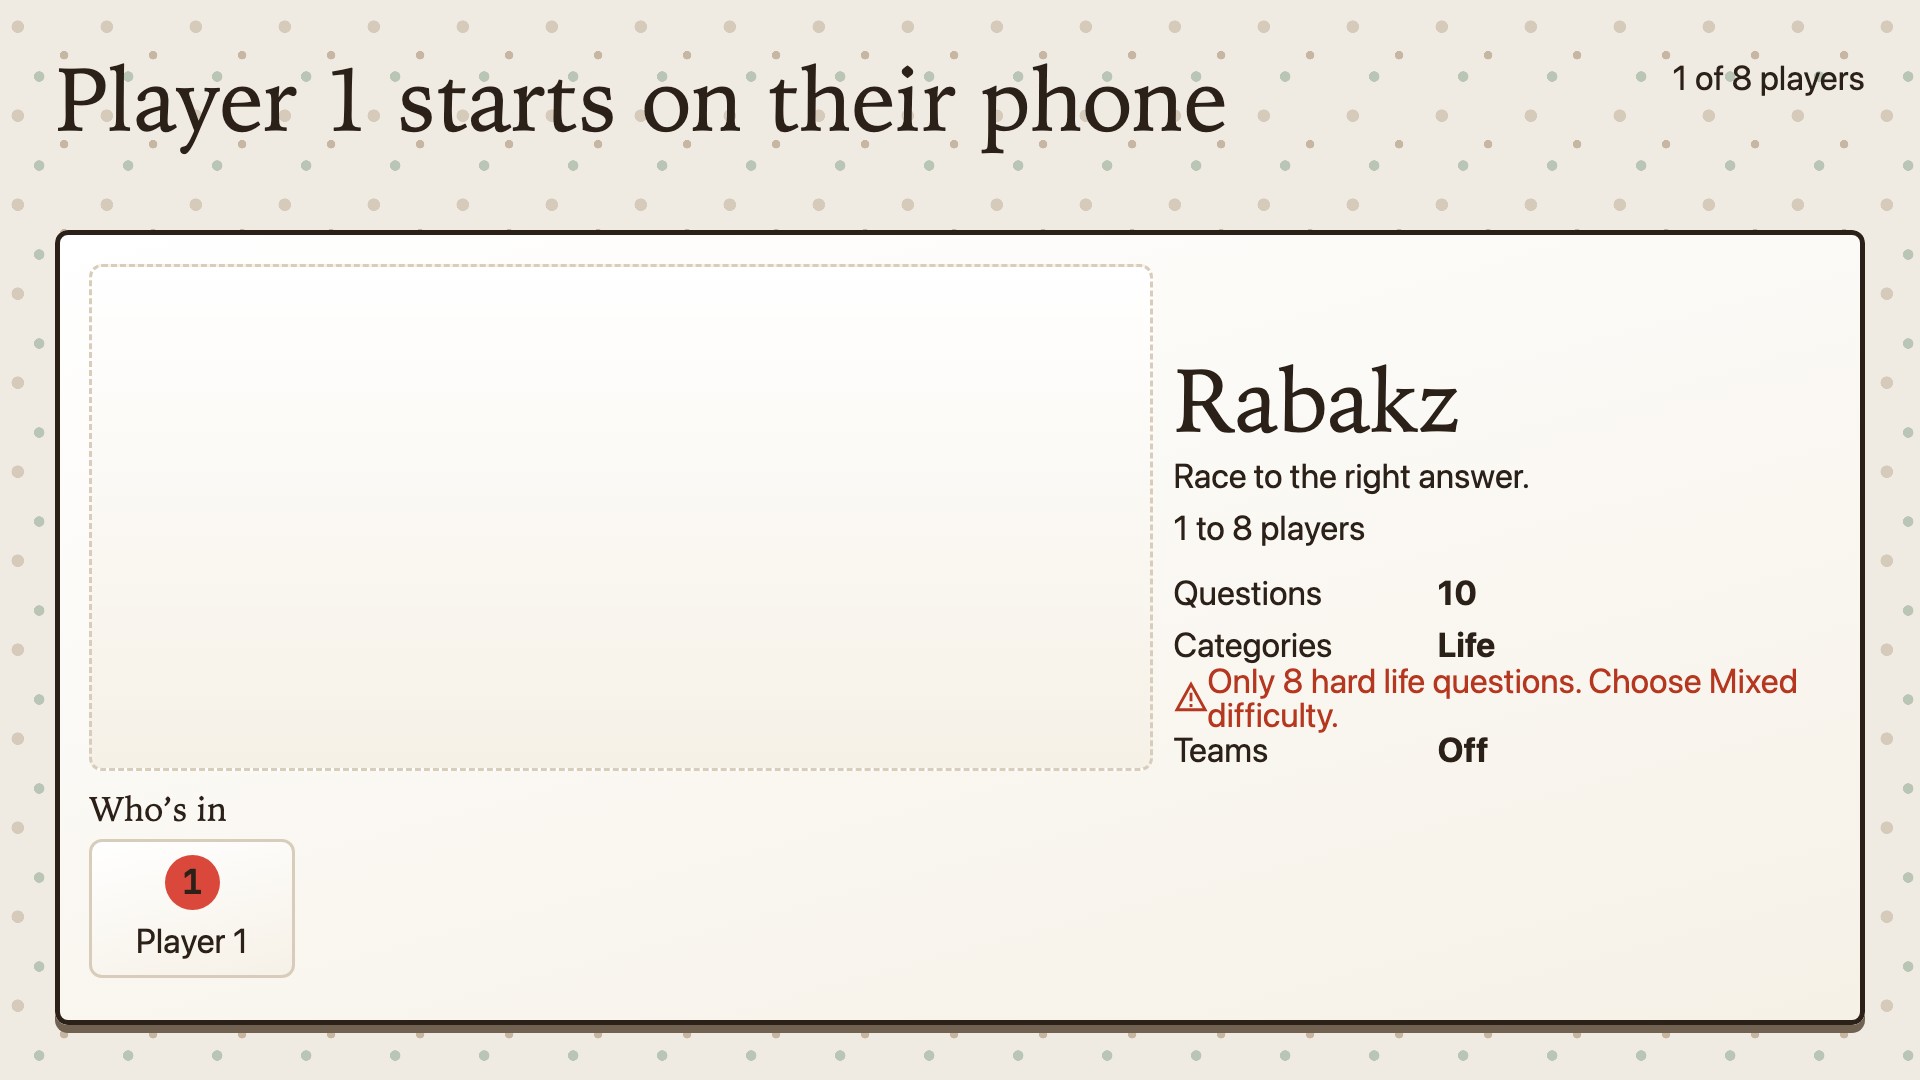 Player 1 starts on their phone
1 of 8 players
Rabakz
Race to the right answer.
1 to 8 players
Questions 10
Categories Life
Only 8 hard life questions. Choose Mixed
difficulty.
Teams Off
Who’s in
1
Player 1